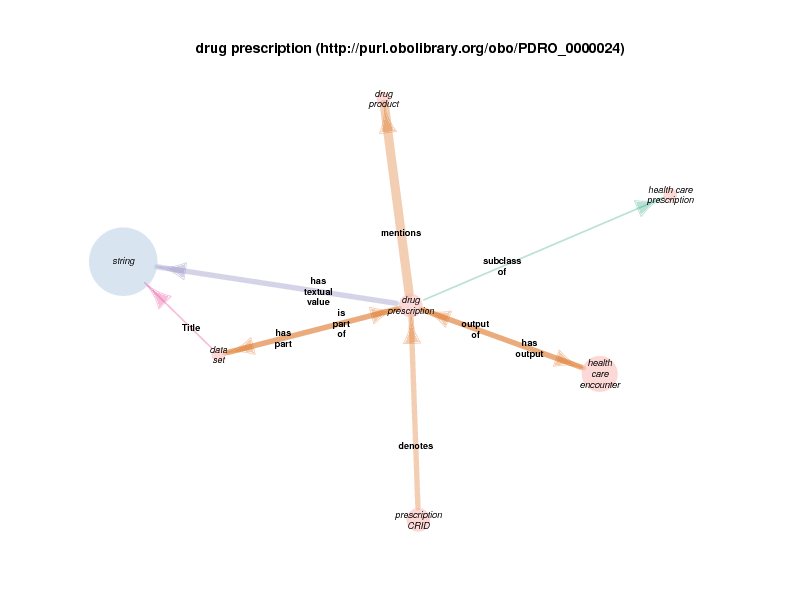 drug prescription (http://purl.obolibrary.org/obo/PDRO_0000024)
drug
product
health care
prescription
mentions
string
subclass
of
has
textual
value
drug
prescription
is
part
of
Title
has
part
output
of
has
output
data
set
health
care
encounter
denotes
prescription
CRID